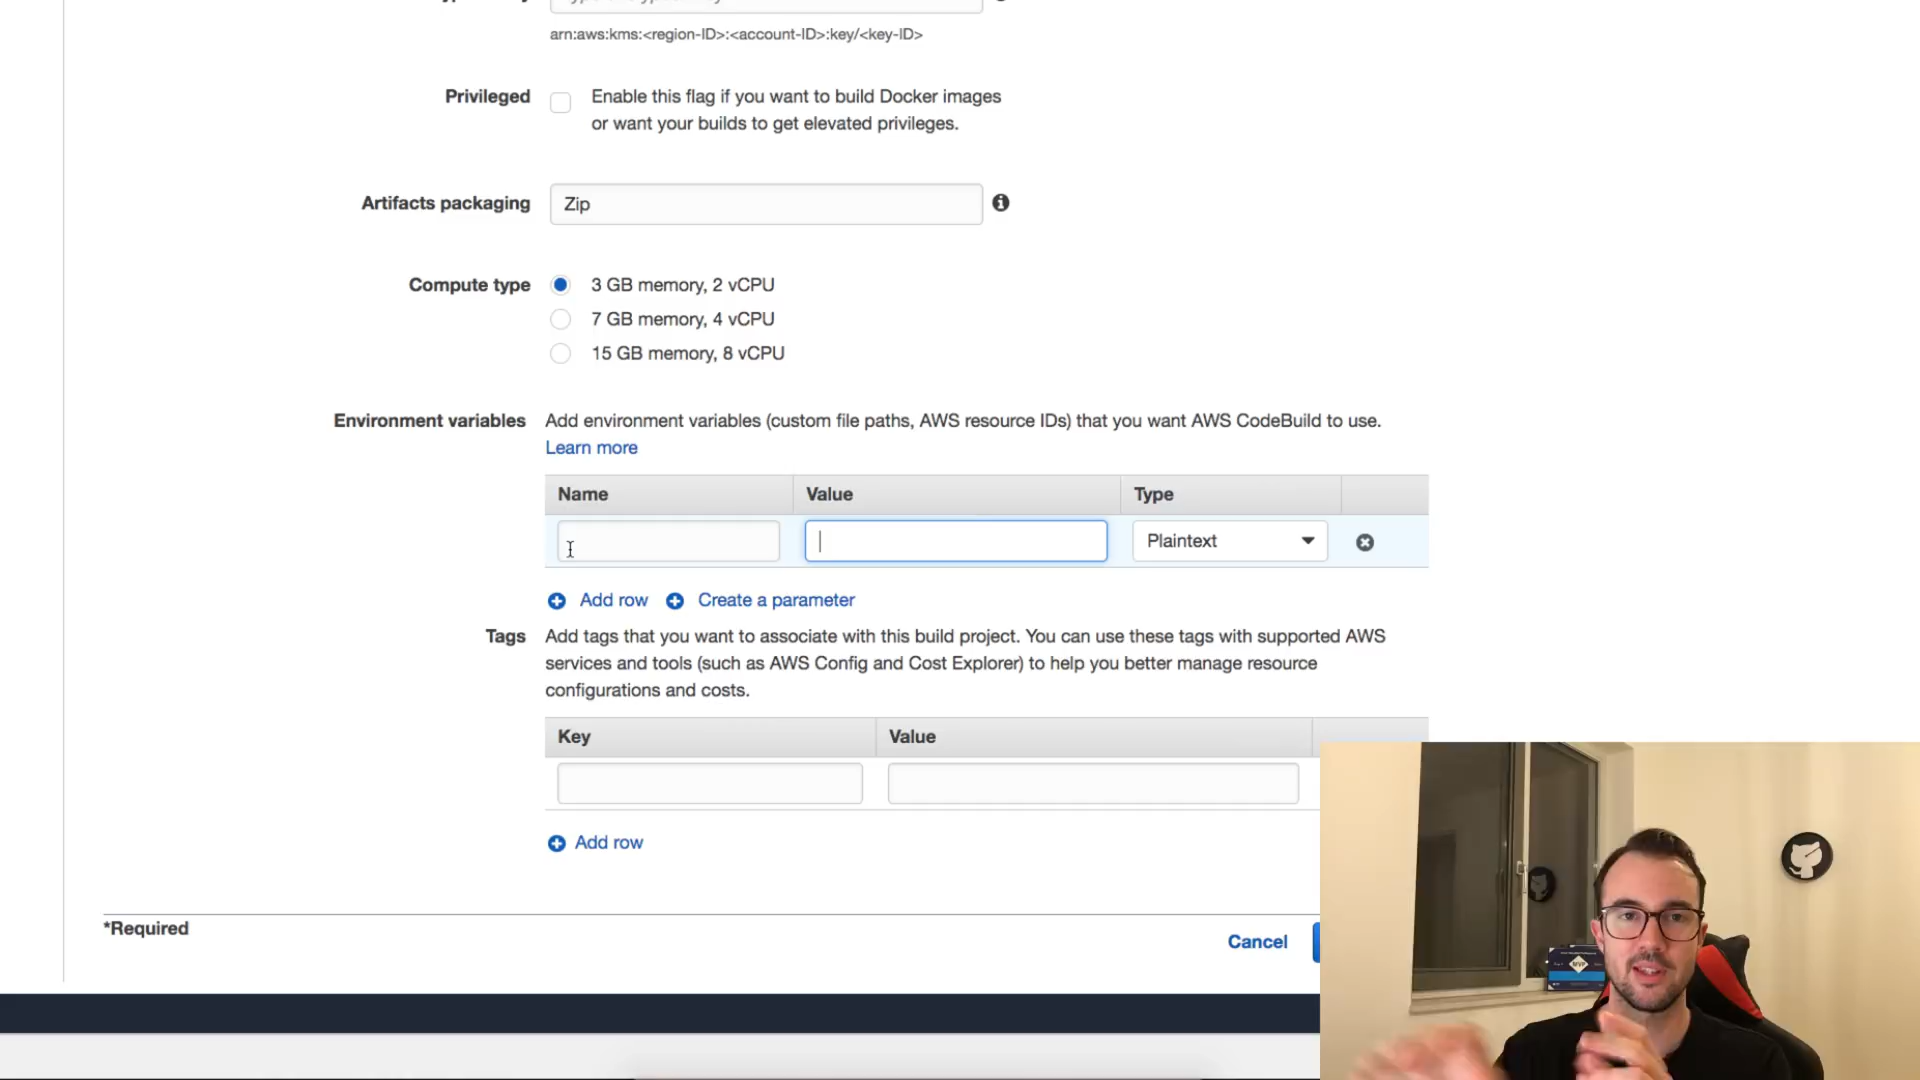 arn:aws:kms:<region-ID>:<account-ID>:key/<key-ID>
Privileged
Enable this flag if you want to build Docker images
or want your builds to get elevated privileges.
Artifacts packaging
Zip
Compute type
3 GB memory, 2 vCPU
7 GB memory, 4 vCPU
15 GB memory, 8 vCPU
Environment variables
Add environment variables (custom file paths, AWS resource IDs) that you want AWS CodeBuild to use.
Learn more
Name Value Type
Plaintext
Add row Create a parameter
Tags
Add tags that you want to associate with this build project. You can use these tags with supported AWS
services and tools (such as AWS Config and Cost Explorer) to help you better manage resource
configurations and costs.
Key Value
Add row
*Required
Cancel
MVP